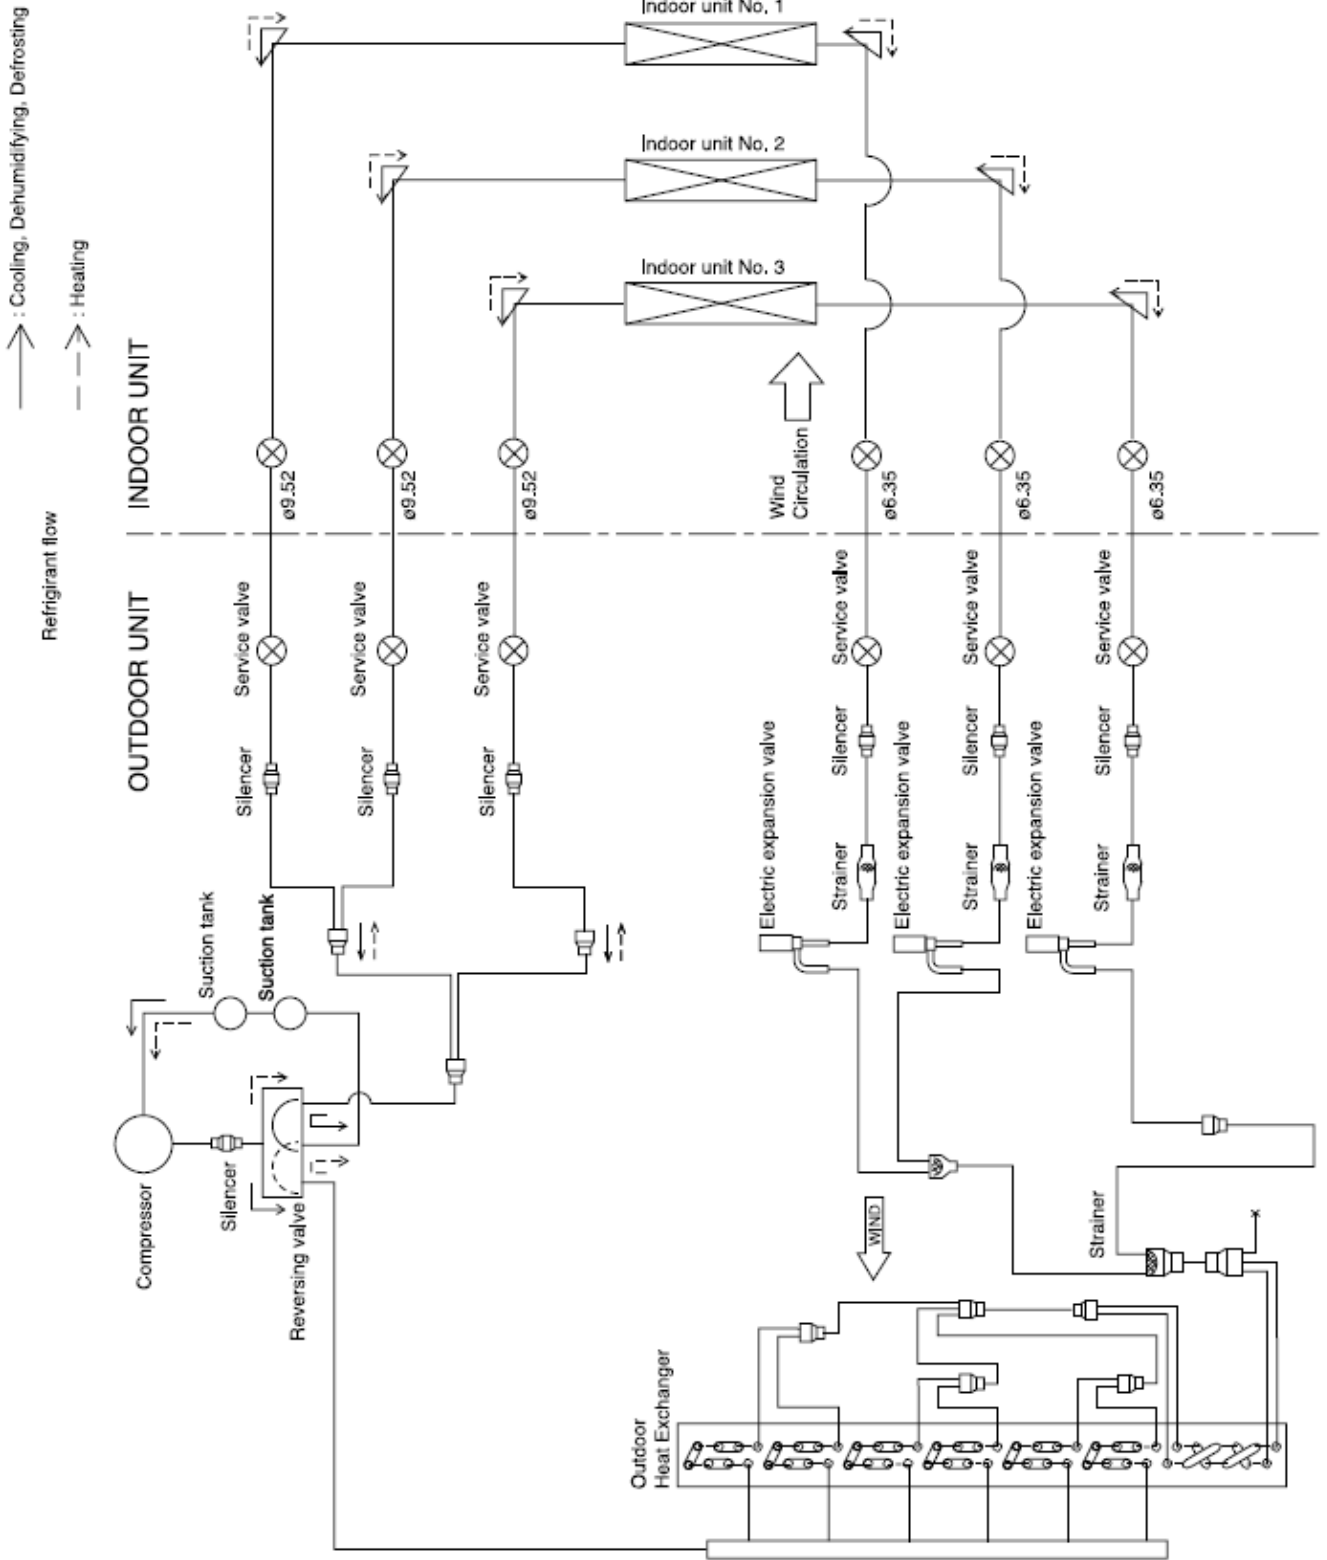 Refrigirant flow
: Cooling, Dehumidifying, Defrosting
: Heating
OUTDOOR UNIT
INDOOR UNIT
Compressor
Silencer
Reversing valve
Suction tank
Suction tank
Silencer
Service valve
ø9.52
Silencer
Service valve
ø9.52
Silencer
Service valve
ø9.52
Indoor unit No. 1
Indoor unit No. 2
Indoor unit No. 3
Wind
Circulation
Electric expansion valve
Strainer
Silencer
Service valve
ø6.35
Electric expansion valve
Strainer
Silencer
Service valve
ø6.35
Electric expansion valve
Strainer
Silencer
Service valve
ø6.35
WIND
Strainer
Outdoor
Heat Exchanger